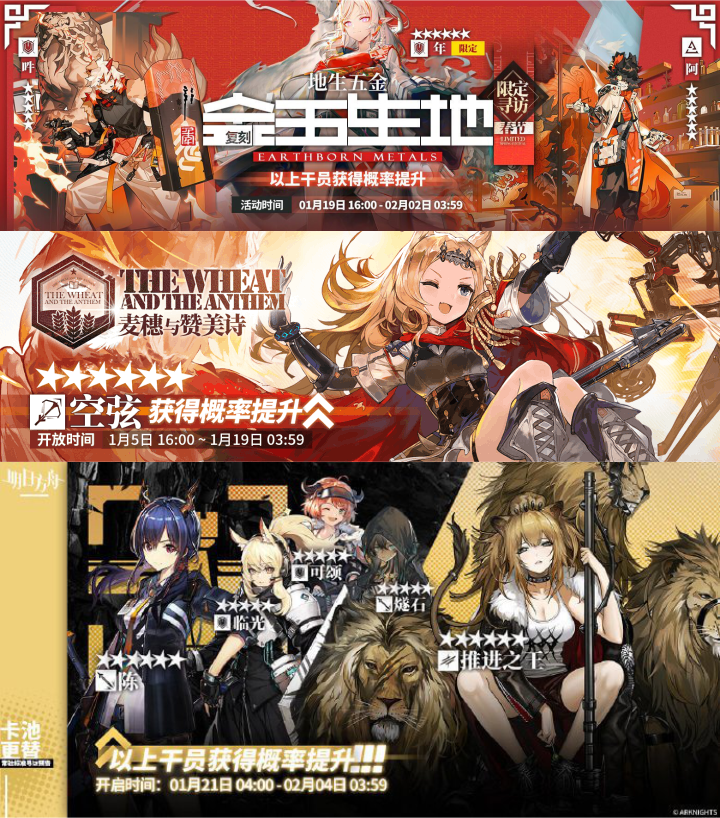 年 限定
吽
阿
地生五金
金五生地
复刻
限定
寻访
春节
LIMITED
EARTHBORN METALS
以上干员获得概率提升
活动时间 01月19日 16:00 - 02月02日 03:59
THE WHEAT
AND THE ANTHEM
THE WHEAT
AND THE ANTHEM
麦穗与赞美诗
空弦 获得概率提升
开放时间 1月5日 16:00 ~ 1月19日 03:59
明日方舟
可颂
燧石
临光
推进之王
陈
卡池
更替
以上干员获得概率提升!!!
开启时间：01月21日 04:00 - 02月04日 03:59
© ARKNIGHTS